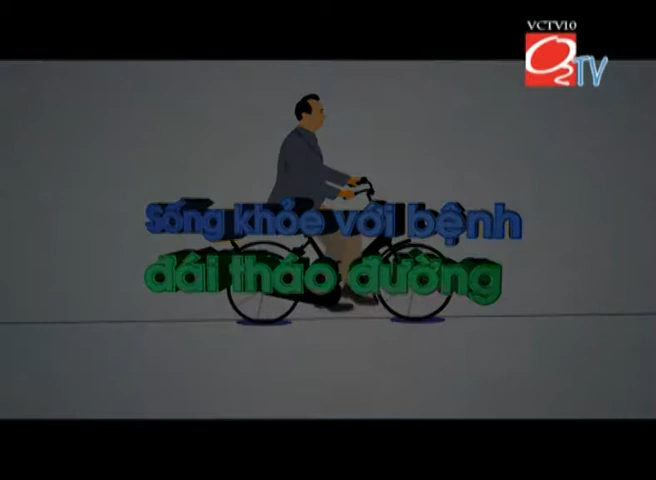 VCTV10
O2TV
Sống khỏe với bệnh
đái tháo đường